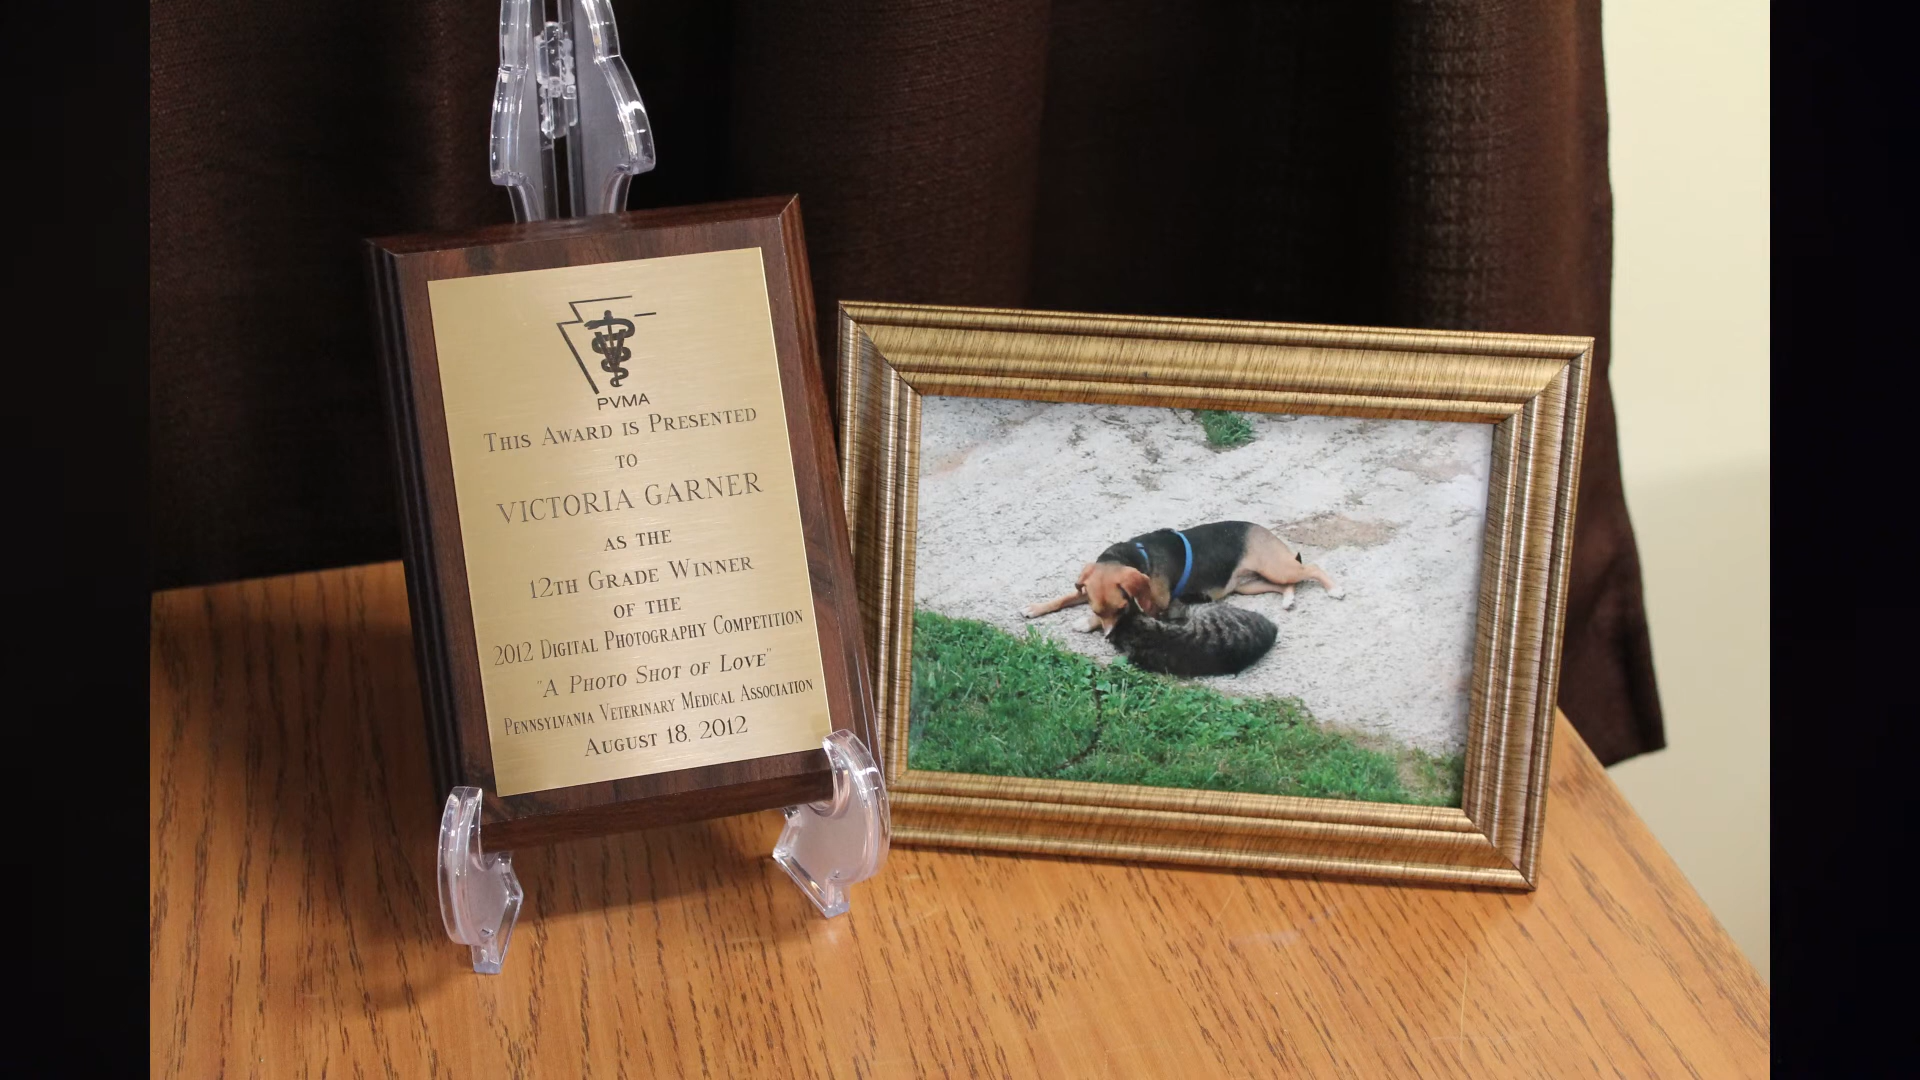 PVMA
THIS AWARD IS PRESENTED
TO
VICTORIA GARNER
AS THE
12TH GRADE WINNER
OF THE
2012 DIGITAL PHOTOGRAPHY COMPETITION
"A PHOTO SHOT OF LOVE"
PENNSYLVANIA VETERINARY MEDICAL ASSOCIATION
AUGUST 18, 2012